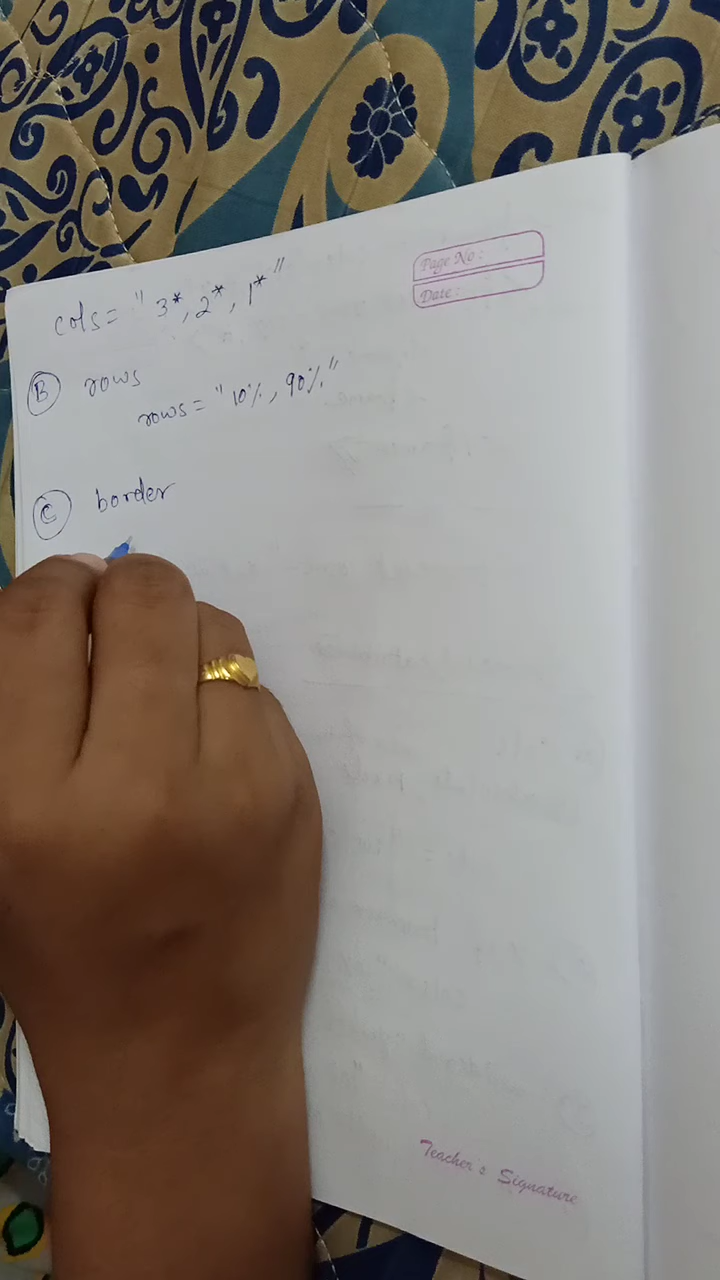 Page No :
Date :
cols = " 3*, 2*, 1* "
B rows
rows = " 10%, 90% "
C border
Teacher's Signature